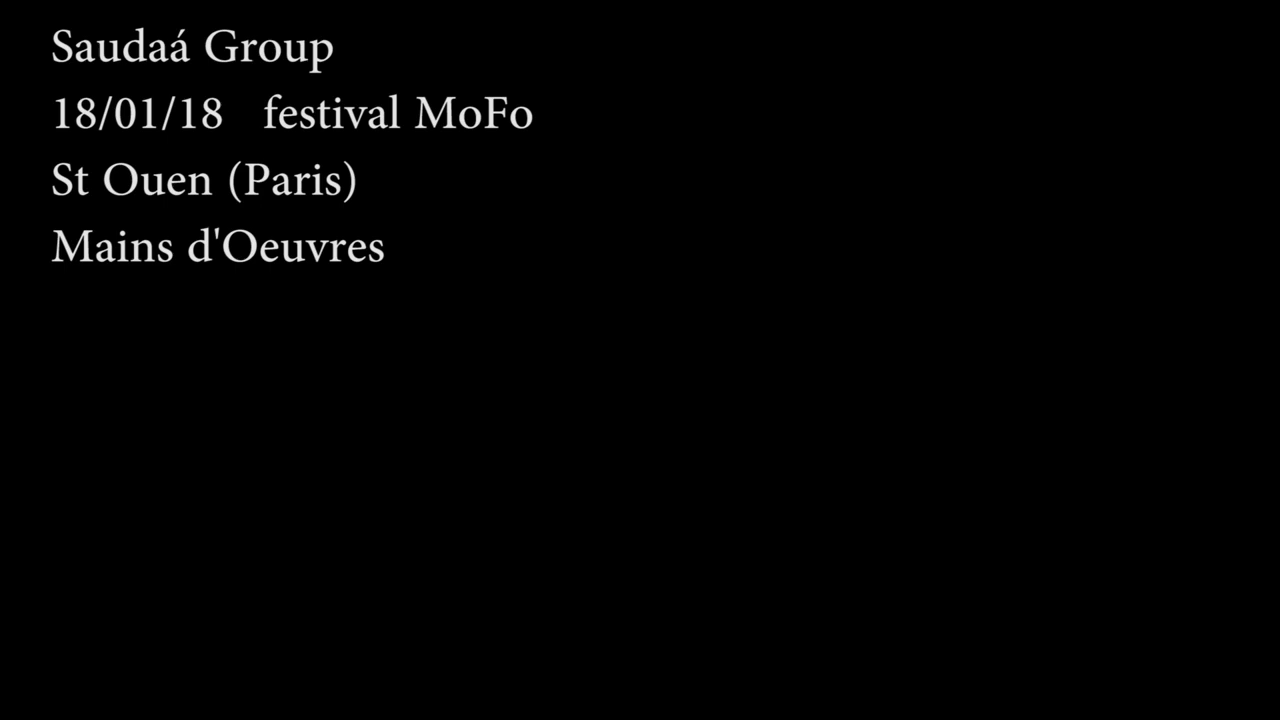 Saudaá Group
18/01/18   festival MoFo
St Ouen (Paris)
Mains d'Oeuvres